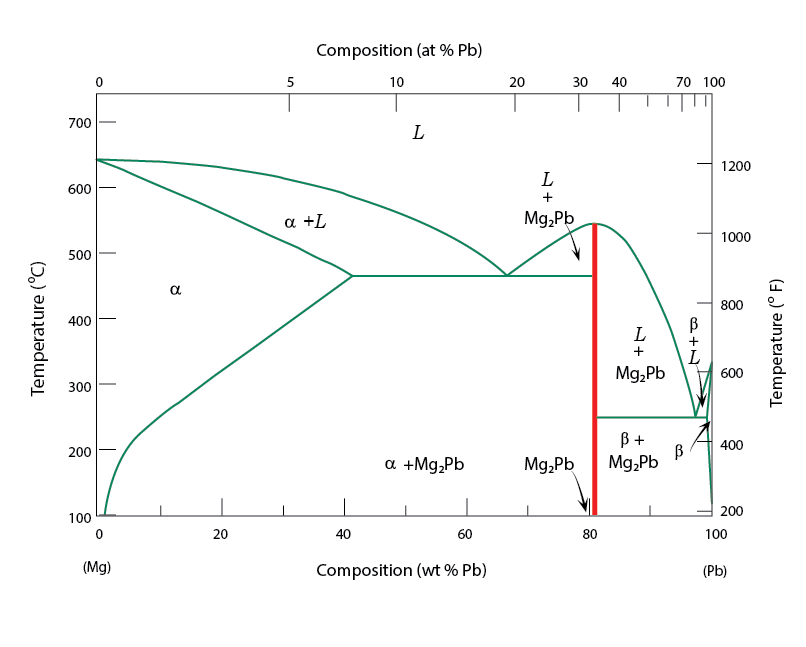 Composition (at % Pb)
0 5 10 20 30 40 70 100
700
600
500
400
300
200
100
Temperature (°C)
1200
1000
800
600
400
200
Temperature (° F)
L
L
+
Mg₂Pb
α +L
α
L
+
Mg₂Pb
β
+
L
β +
Mg₂Pb
β
α +Mg₂Pb
Mg₂Pb
0 20 40 60 80 100
(Mg)
Composition (wt % Pb)
(Pb)